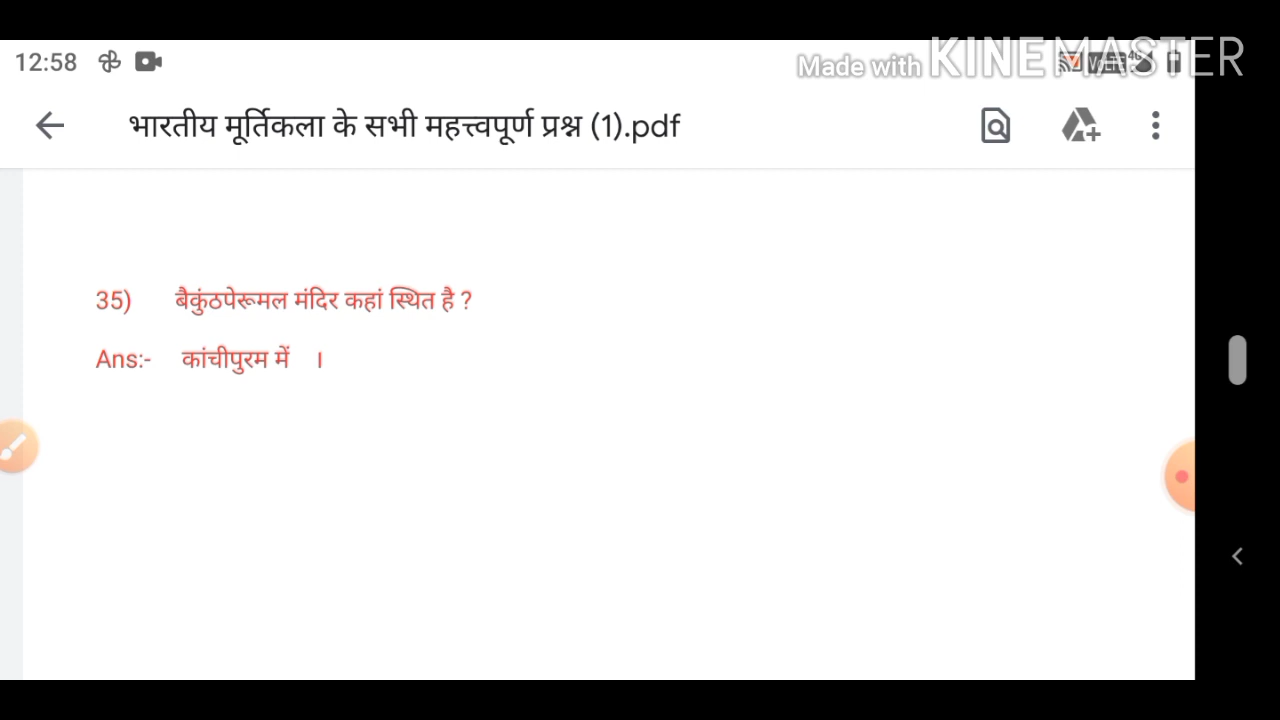 12:58
Made with KINEMASTER
भारतीय मूर्तिकला के सभी महत्त्वपूर्ण प्रश्न (1).pdf
35) बैकुंठपेरूमल मंदिर कहां स्थित है ?
Ans:- कांचीपुरम में ।